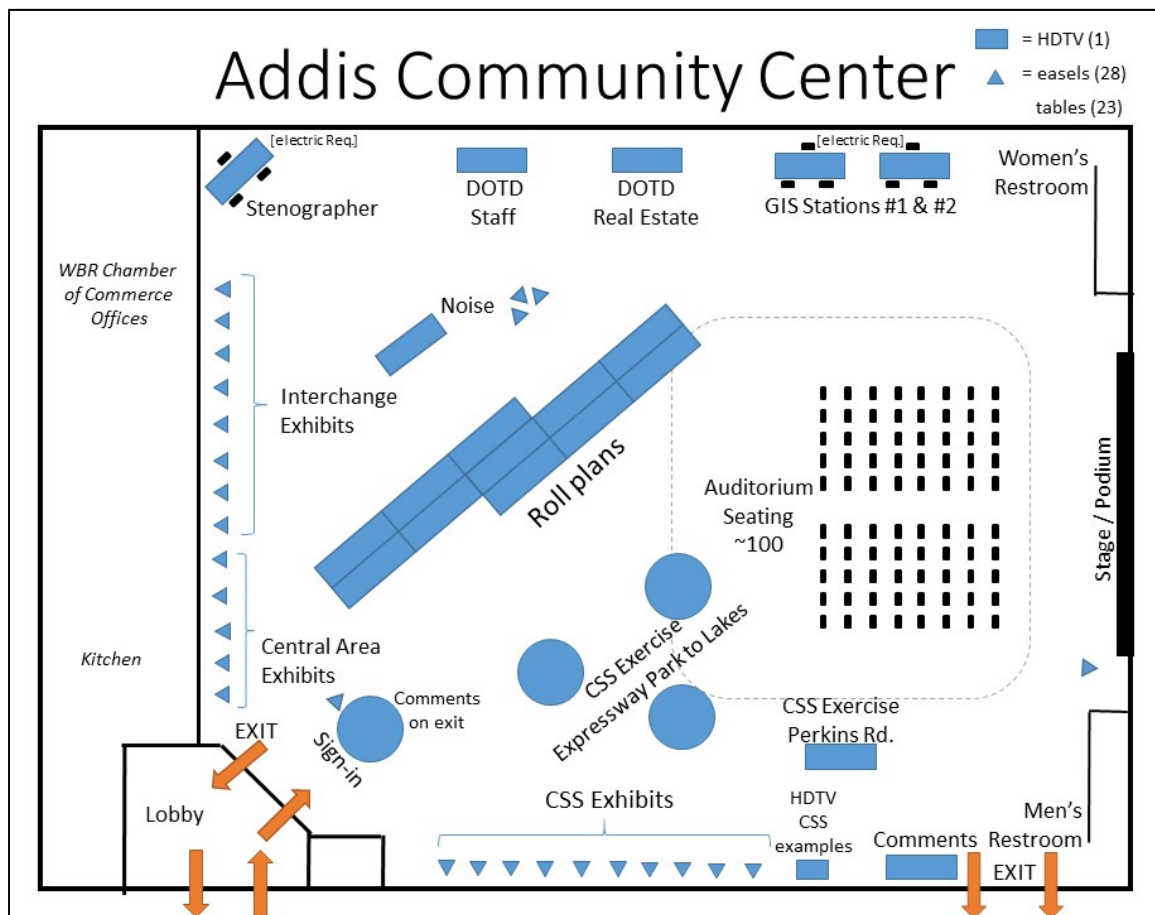 Addis Community Center
= HDTV (1)
= easels (28)
tables (23)
[electric Req.]
Stenographer
DOTD
Staff
DOTD
Real Estate
[electric Req.]
GIS Stations #1 & #2
Women's
Restroom
WBR Chamber
of Commerce
Offices
Noise
Interchange
Exhibits
Roll plans
Auditorium
Seating
~100
Stage / Podium
Kitchen
Central Area
Exhibits
Comments
on exit
Sign-in
CSS Exercise
Expressway Park to Lakes
CSS Exercise
Perkins Rd.
EXIT
Lobby
CSS Exhibits
HDTV
CSS
examples
Comments
Men's
Restroom
EXIT